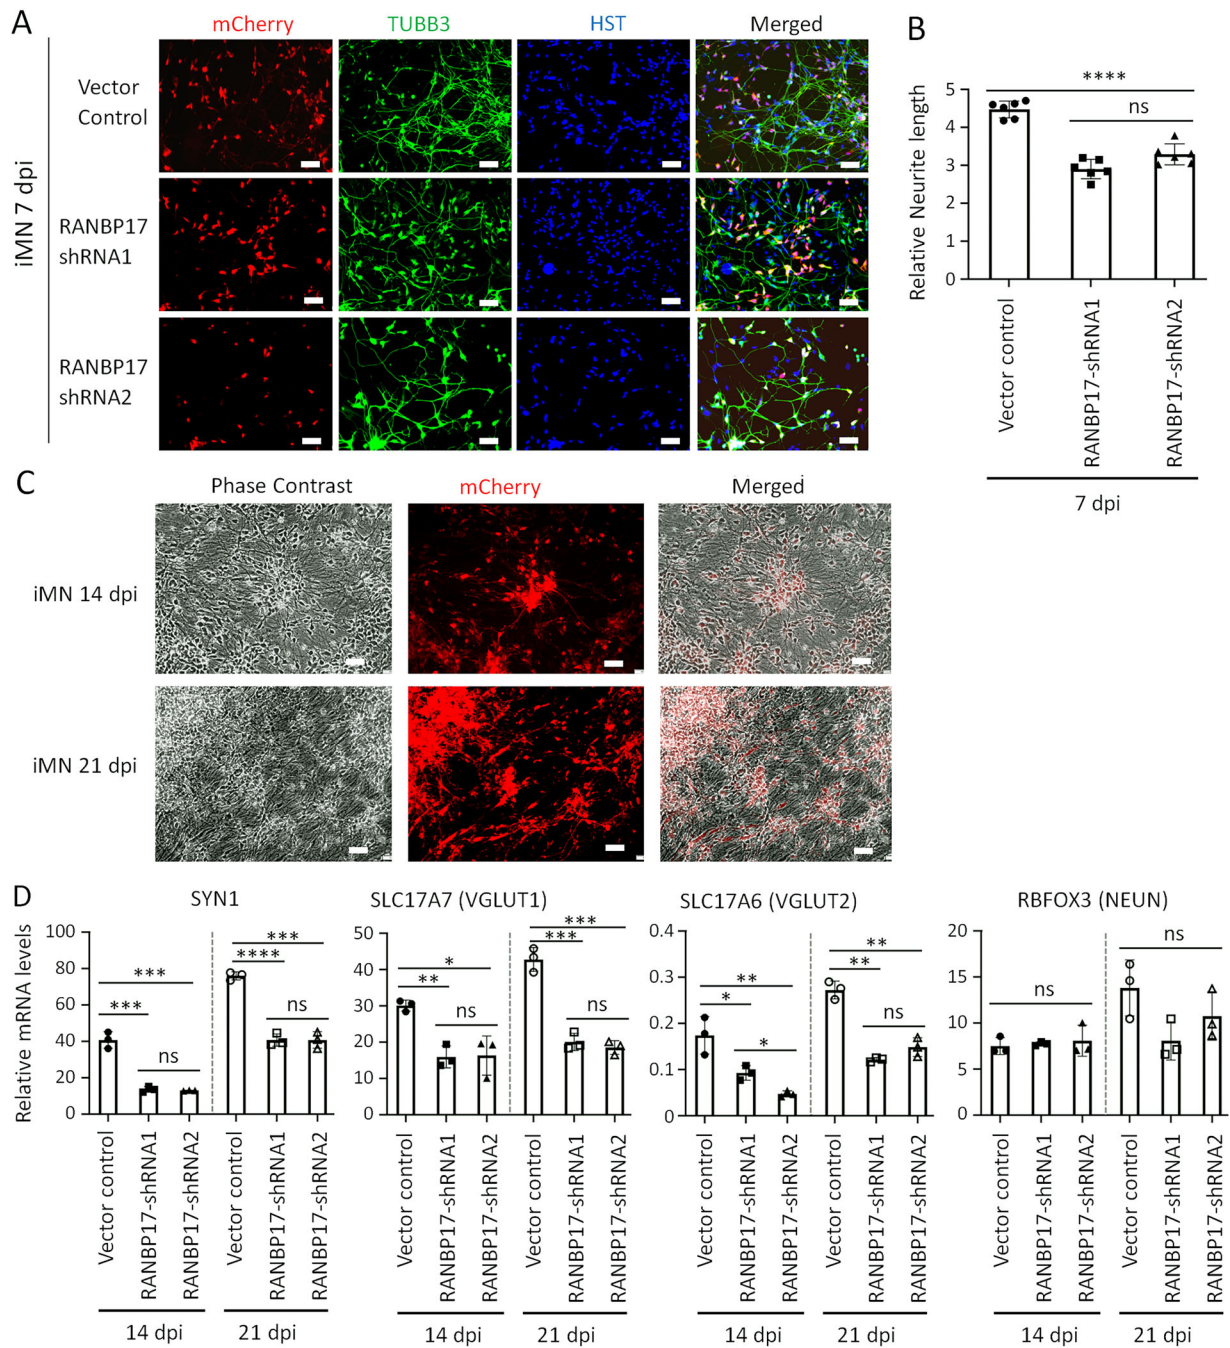 A
mCherry
TUBB3
HST
Merged
iMN 7 dpi
Vector
Control
RANBP17
shRNA1
RANBP17
shRNA2
B
Relative Neurite length
5
4
3
2
1
0
****
ns
Vector control
RANBP17-shRNA1
RANBP17-shRNA2
7 dpi
C
Phase Contrast
mCherry
Merged
iMN 14 dpi
iMN 21 dpi
D
Relative mRNA levels
SYN1
100
80
60
40
20
0
***
***
ns
***
****
ns
Vector control
RANBP17-shRNA1
RANBP17-shRNA2
Vector control
RANBP17-shRNA1
RANBP17-shRNA2
14 dpi
21 dpi
SLC17A7 (VGLUT1)
50
40
30
20
10
0
*
**
ns
***
***
ns
Vector control
RANBP17-shRNA1
RANBP17-shRNA2
Vector control
RANBP17-shRNA1
RANBP17-shRNA2
14 dpi
21 dpi
SLC17A6 (VGLUT2)
0.4
0.3
0.2
0.1
0.0
**
*
*
**
**
ns
Vector control
RANBP17-shRNA1
RANBP17-shRNA2
Vector control
RANBP17-shRNA1
RANBP17-shRNA2
14 dpi
21 dpi
RBFOX3 (NEUN)
20
15
10
5
0
ns
ns
Vector control
RANBP17-shRNA1
RANBP17-shRNA2
Vector control
RANBP17-shRNA1
RANBP17-shRNA2
14 dpi
21 dpi